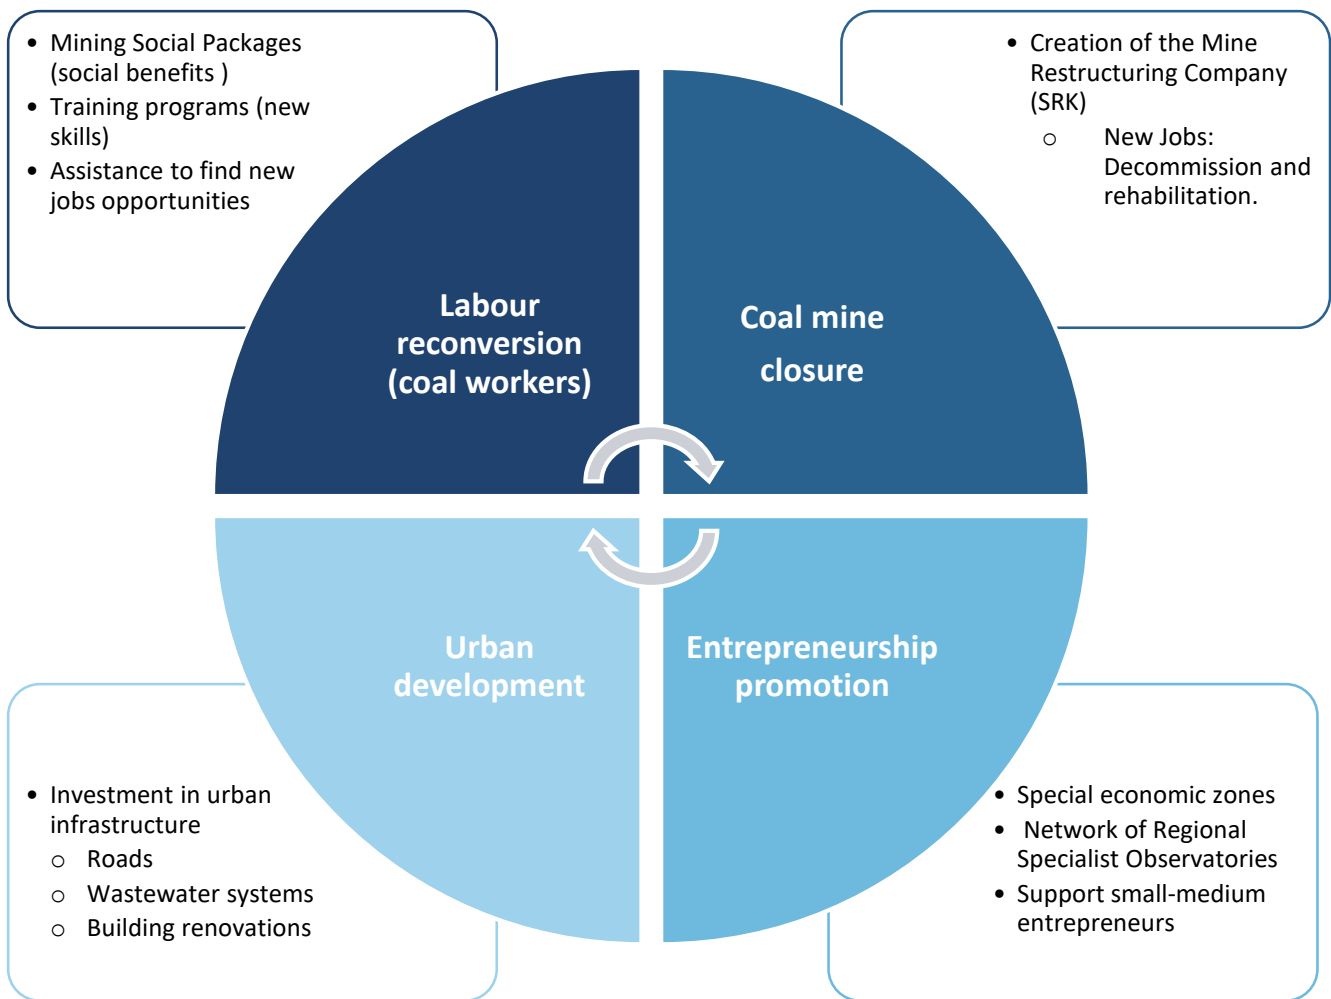 • Mining Social Packages
(social benefits )
• Training programs (new
skills)
• Assistance to find new
jobs opportunities
• Creation of the Mine
Restructuring Company
(SRK)
o New Jobs:
Decommission and
rehabilitation.
Labour
reconversion
(coal workers)
Coal mine
closure
Urban
development
Entrepreneurship
promotion
• Investment in urban
infrastructure
o Roads
o Wastewater systems
o Building renovations
• Special economic zones
• Network of Regional
Specialist Observatories
• Support small-medium
entrepreneurs